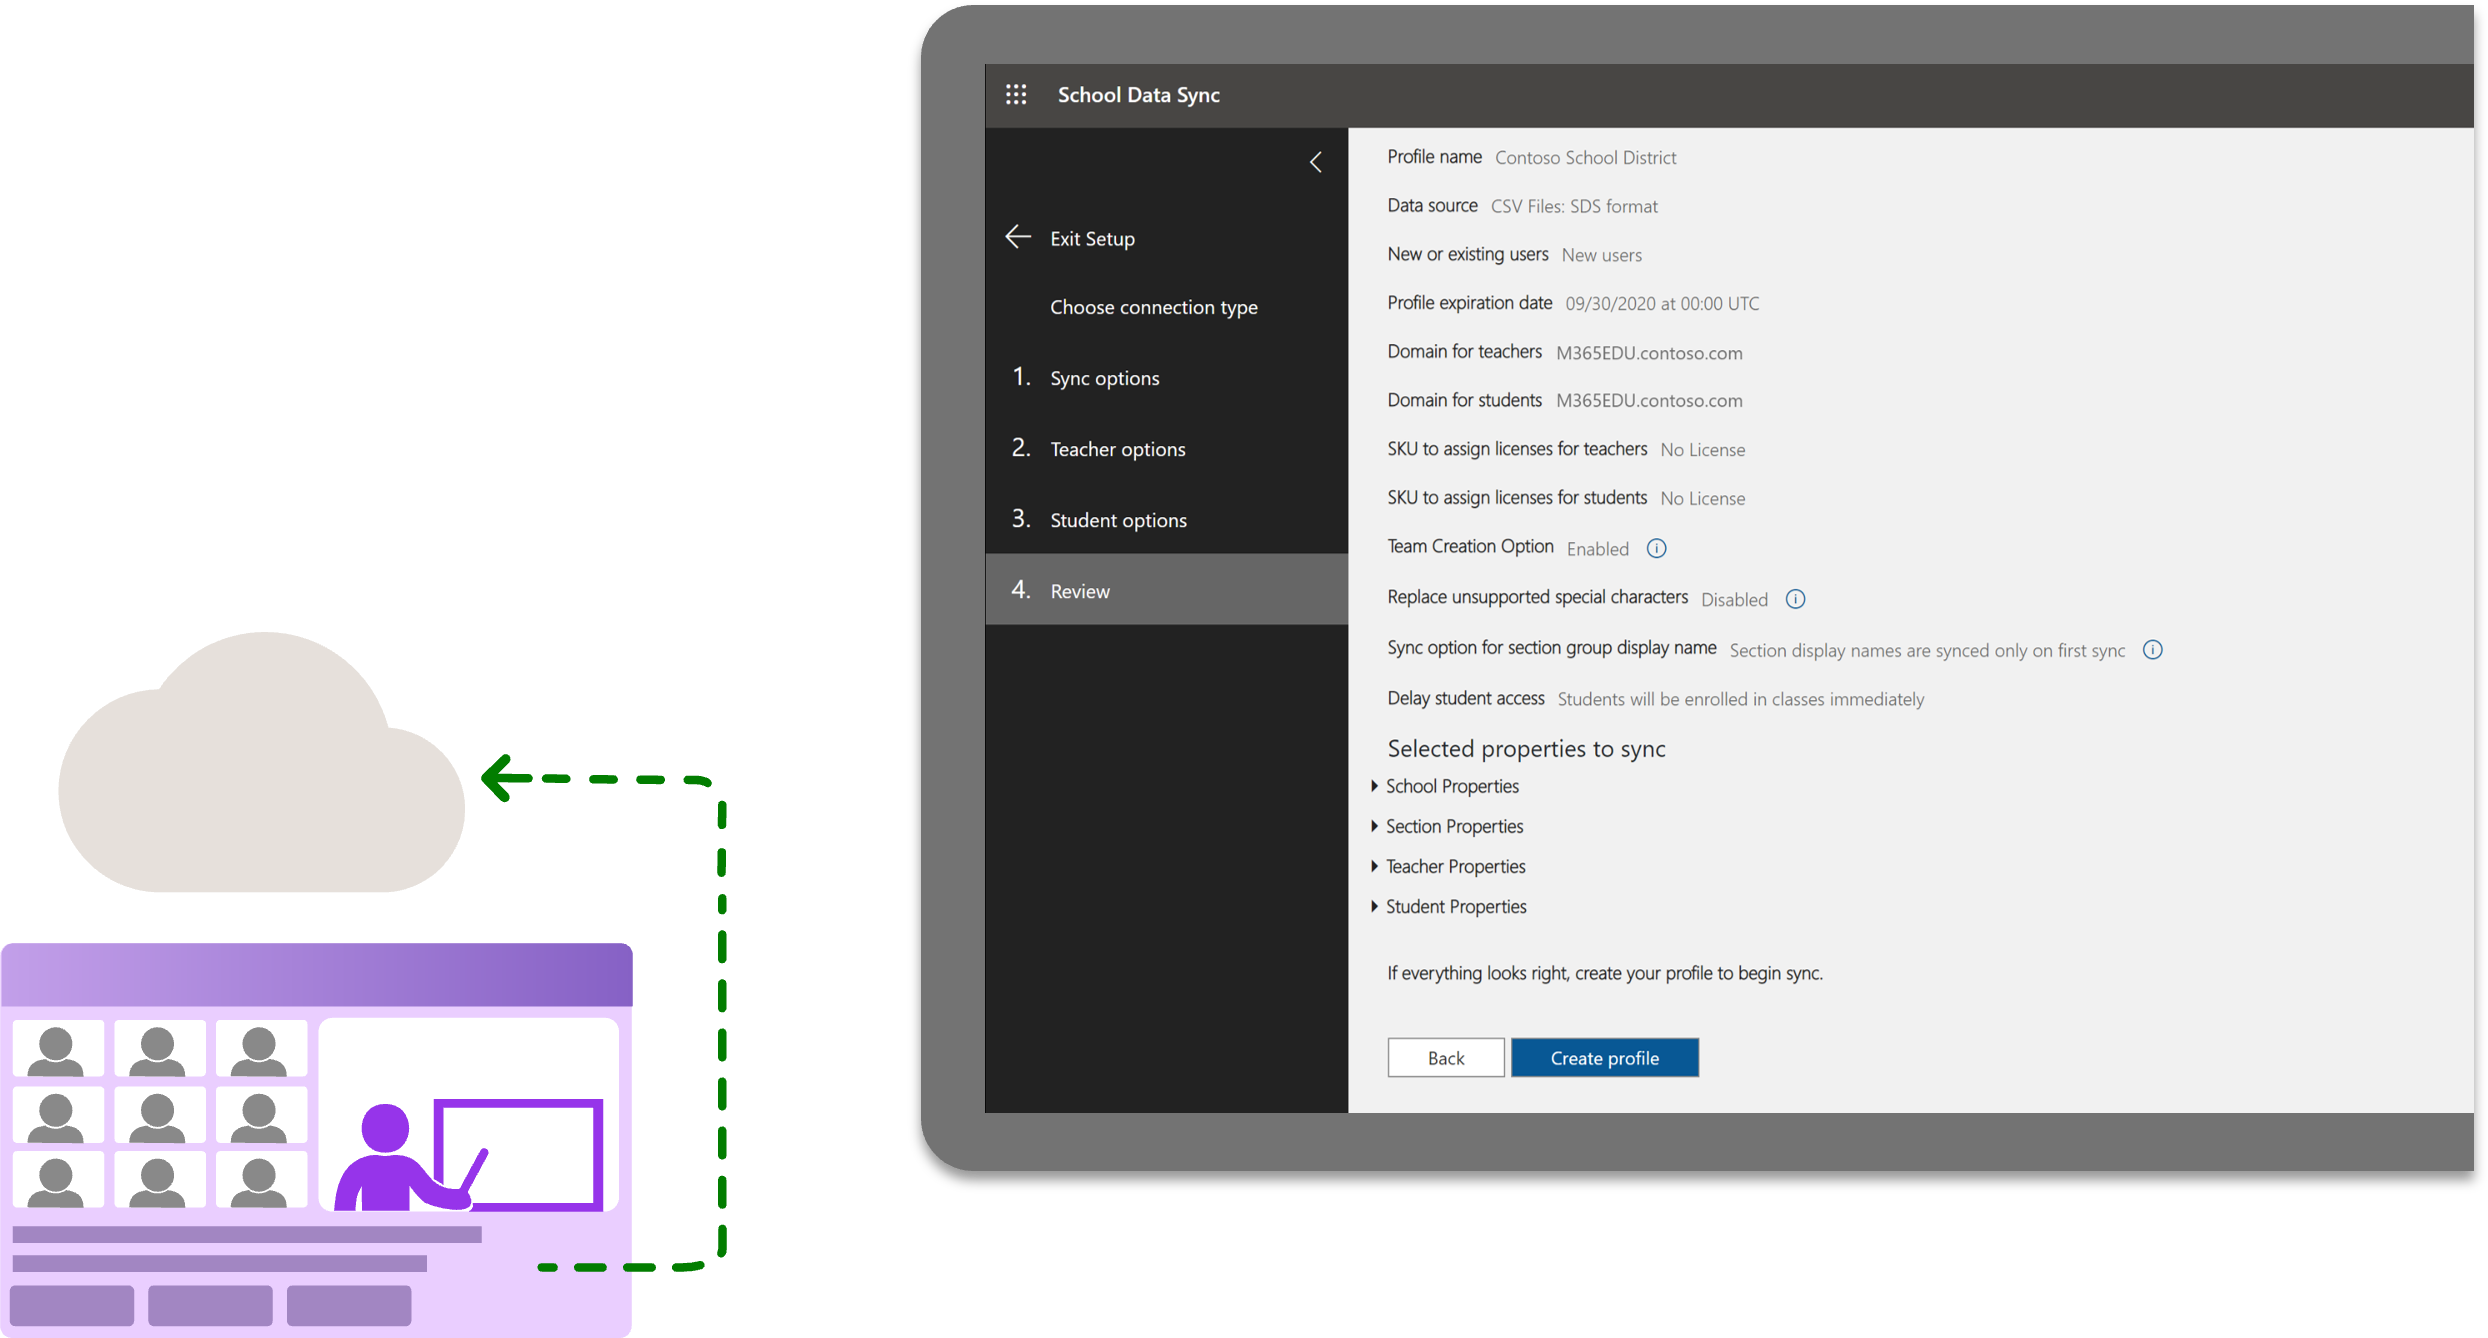 School Data Sync
Exit Setup
Choose connection type
1. Sync options
2. Teacher options
3. Student options
4. Review
Profile name Contoso School District
Data source CSV Files: SDS format
New or existing users New users
Profile expiration date 09/30/2020 at 00:00 UTC
Domain for teachers M365EDU.contoso.com
Domain for students M365EDU.contoso.com
SKU to assign licenses for teachers No License
SKU to assign licenses for students No License
Team Creation Option Enabled
Replace unsupported special characters Disabled
Sync option for section group display name Section display names are synced only on first sync
Delay student access Students will be enrolled in classes immediately
Selected properties to sync
School Properties
Section Properties
Teacher Properties
Student Properties
If everything looks right, create your profile to begin sync.
Back Create profile